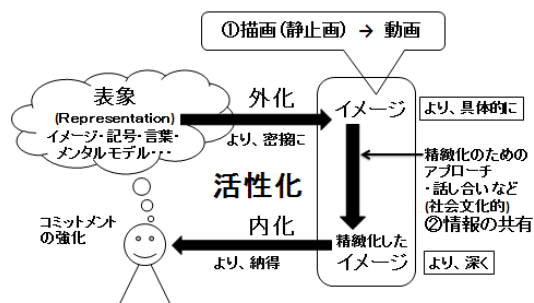 ①描画(静止画) → 動画
表象
(Representation)
イメージ・記号・言葉・
メンタルモデル・・・
外化
より、密接に
イメージ
より、具体的に
精緻化のための
アプローチ
・話し合いなど
(社会文化的)
②情報の共有
活性化
コミットメント
の強化
内化
より、納得
精緻化した
イメージ
より、深く